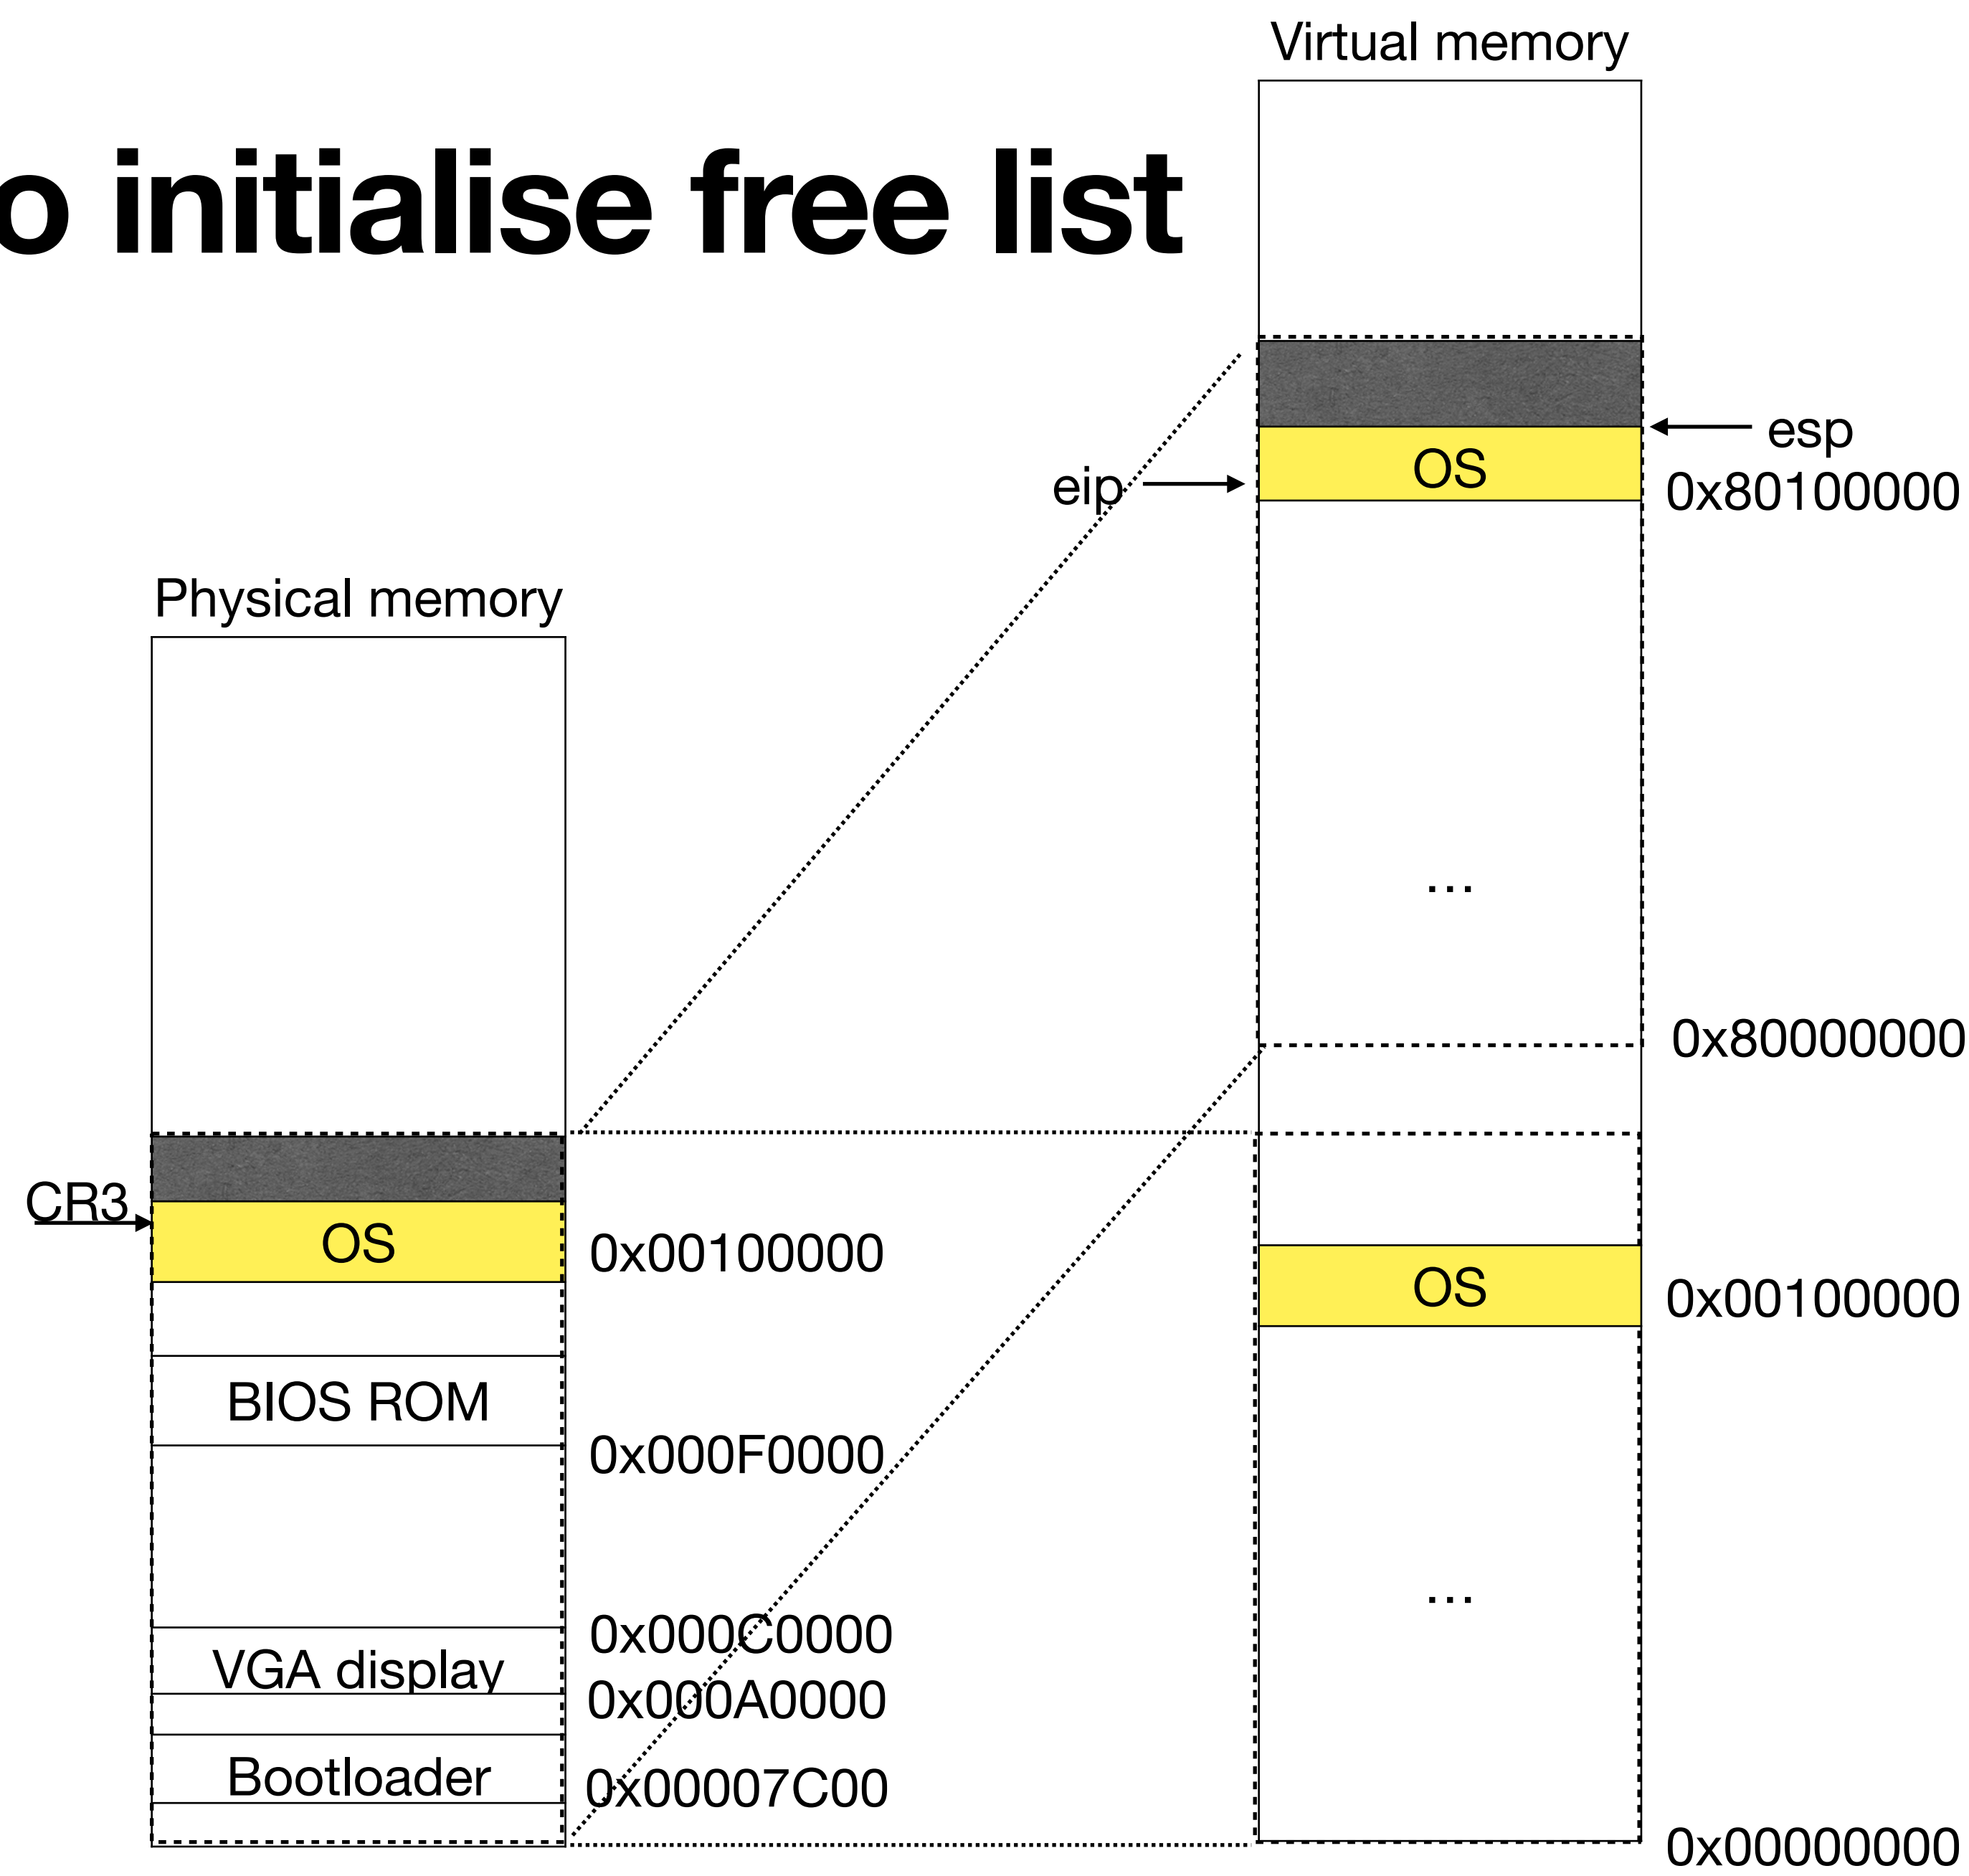 Virtual memory
o initialise free list
esp
OS
eip
0x80100000
Physical memory
...
0x80000000
CR3
OS
0x00100000
OS
0x00100000
BIOS ROM
0x000F0000
...
0x000C0000
VGA display
0x000A0000
Bootloader
0x00007C00
0x00000000